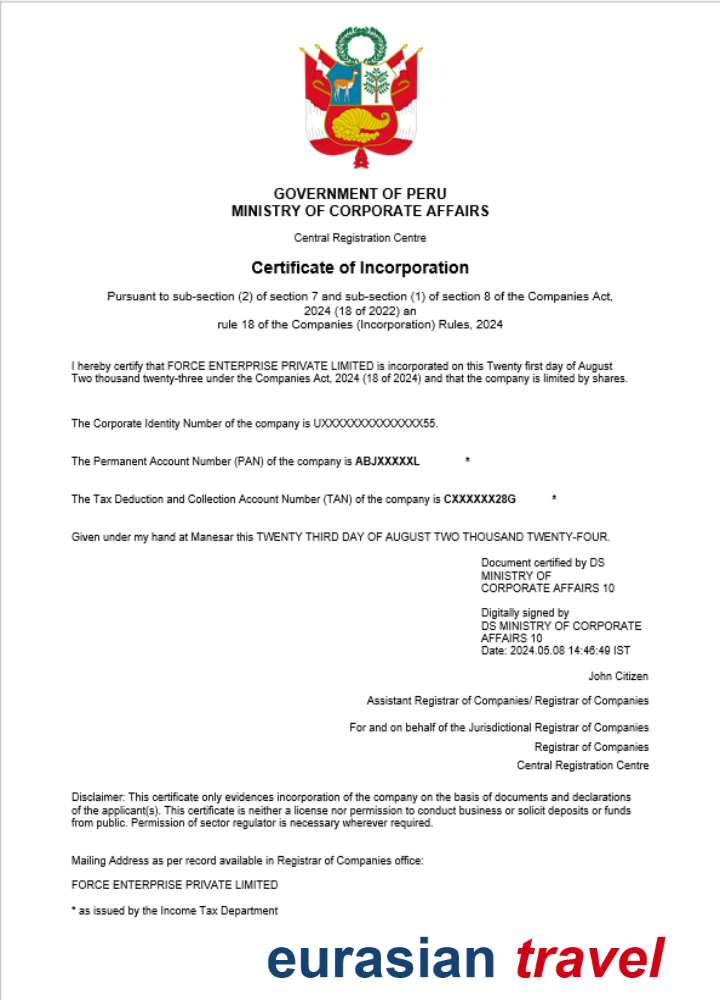 GOVERNMENT OF PERU
MINISTRY OF CORPORATE AFFAIRS
Central Registration Centre
Certificate of Incorporation
Pursuant to sub-section (2) of section 7 and sub-section (1) of section 8 of the Companies Act,
2024 (18 of 2022) an
rule 18 of the Companies (Incorporation) Rules, 2024
I hereby certify that FORCE ENTERPRISE PRIVATE LIMITED is incorporated on this Twenty first day of August
Two thousand twenty-three under the Companies Act, 2024 (18 of 2024) and that the company is limited by shares.
The Corporate Identity Number of the company is UXXXXXXXXXXXXXXX55.
The Permanent Account Number (PAN) of the company is ABJXXXXXL *
The Tax Deduction and Collection Account Number (TAN) of the company is CXXXXXX28G *
Given under my hand at Manesar this TWENTY THIRD DAY OF AUGUST TWO THOUSAND TWENTY-FOUR.
Document certified by DS
MINISTRY OF
CORPORATE AFFAIRS 10
Digitally signed by
DS MINISTRY OF CORPORATE
AFFAIRS 10
Date: 2024.05.08 14:46:49 IST
John Citizen
Assistant Registrar of Companies/ Registrar of Companies
For and on behalf of the Jurisdictional Registrar of Companies
Registrar of Companies
Central Registration Centre
Disclaimer: This certificate only evidences incorporation of the company on the basis of documents and declarations
of the applicant(s). This certificate is neither a license nor permission to conduct business or solicit deposits or funds
from public. Permission of sector regulator is necessary wherever required.
Mailing Address as per record available in Registrar of Companies office:
FORCE ENTERPRISE PRIVATE LIMITED
* as issued by the Income Tax Department
eurasian travel